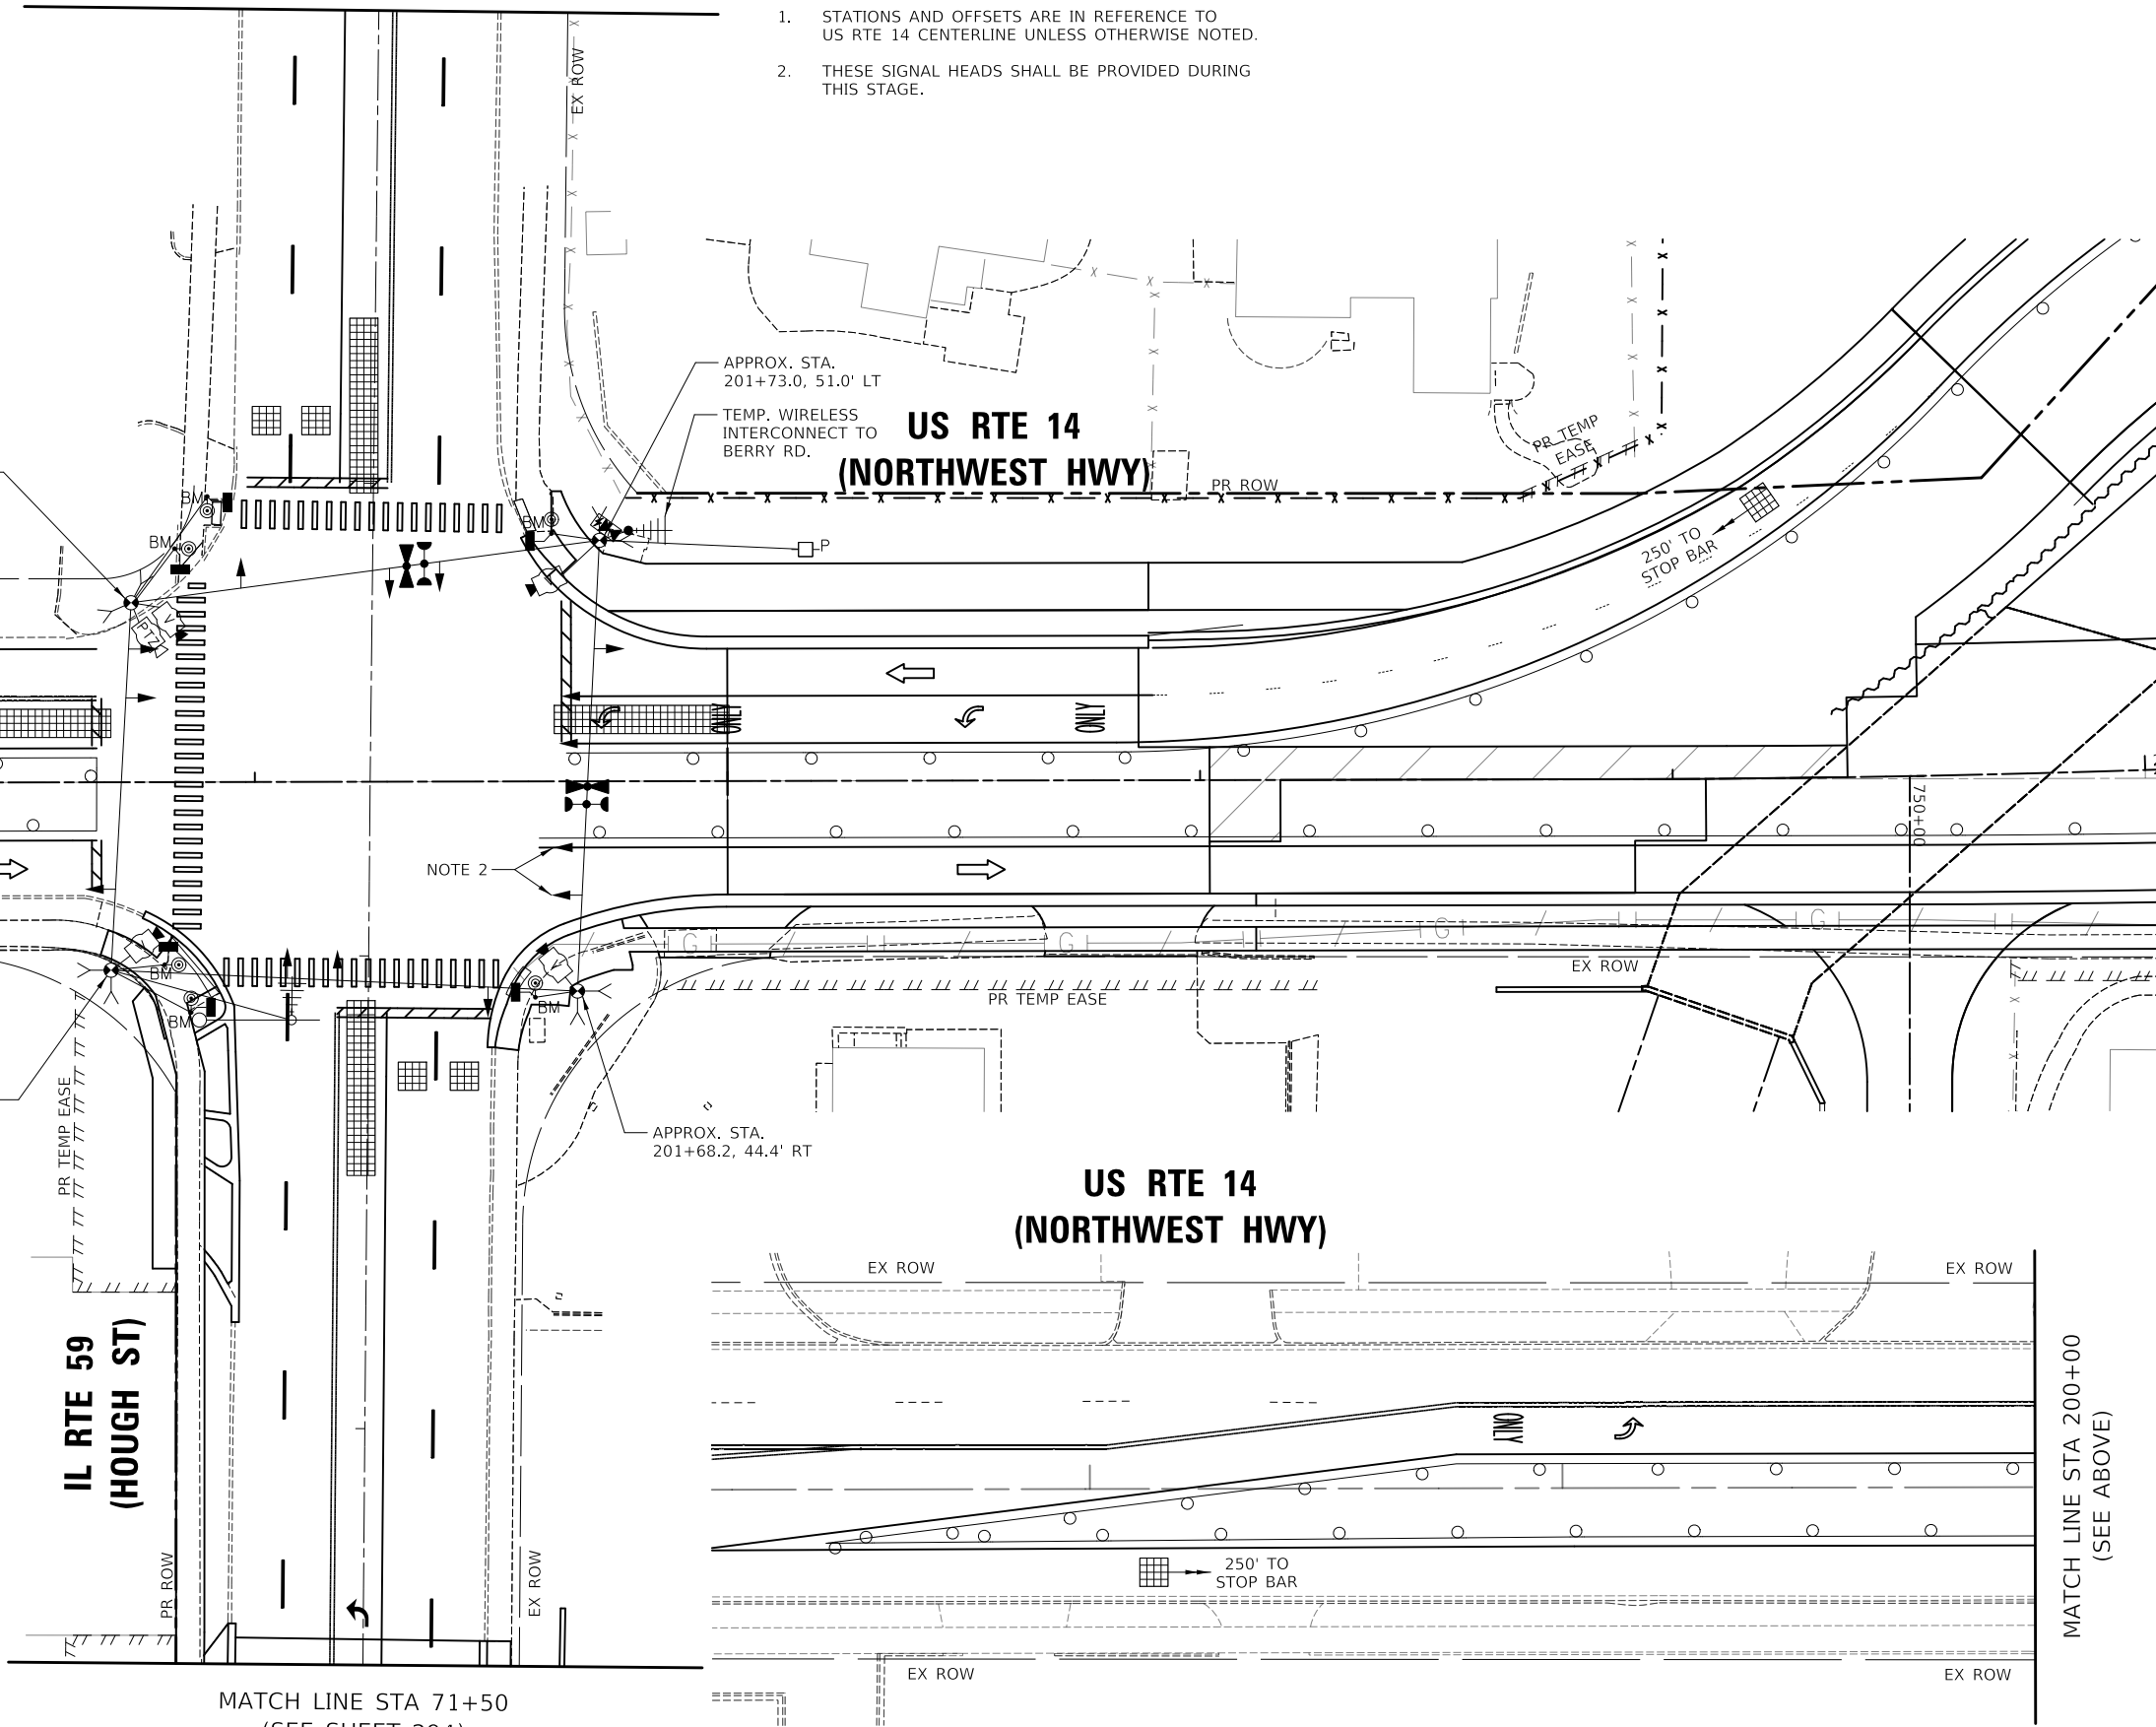 1. STATIONS AND OFFSETS ARE IN REFERENCE TO
US RTE 14 CENTERLINE UNLESS OTHERWISE NOTED.
2. THESE SIGNAL HEADS SHALL BE PROVIDED DURING
THIS STAGE.
EX ROW
APPROX. STA.
201+73.0, 51.0' LT
TEMP. WIRELESS
INTERCONNECT TO
BERRY RD.
US RTE 14
(NORTHWEST HWY)
PR ROW
PR TEMP
EASE
250' TO
STOP BAR
BM
BM
BM
P
PTZ
V
ONLY
ONLY
750+00
NOTE 2
G
G
G
G
V
V
BM
BM
BM
EX ROW
PR TEMP EASE
PR TEMP EASE
APPROX. STA.
201+68.2, 44.4' RT
US RTE 14
(NORTHWEST HWY)
EX ROW
EX ROW
IL RTE 59
(HOUGH ST)
ONLY
MATCH LINE STA 200+00
(SEE ABOVE)
250' TO
STOP BAR
PR ROW
EX ROW
EX ROW
EX ROW
MATCH LINE STA 71+50